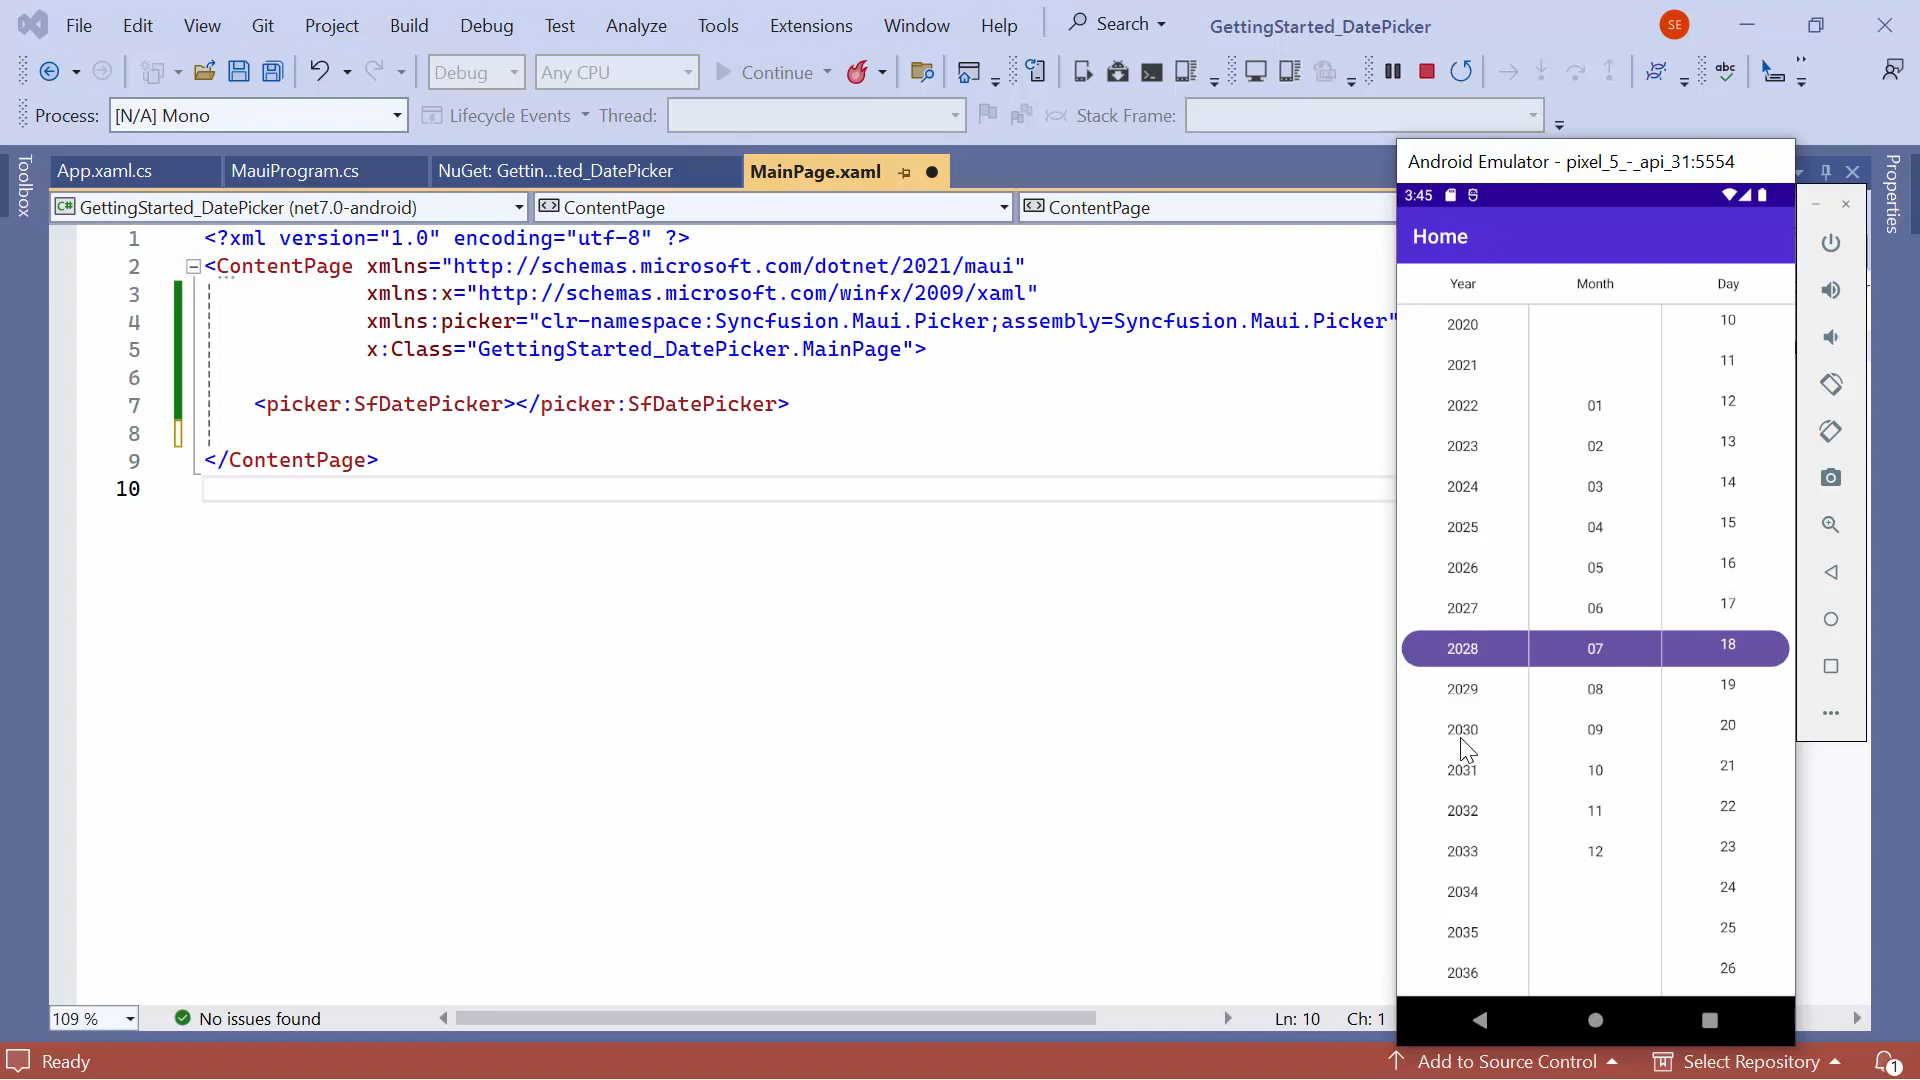 File Edit View Git Project Build Debug Test Analyze Tools Extensions Window Help Search GettingStarted_DatePicker SE
Debug Any CPU Continue abc
Process: [N/A] Mono Lifecycle Events Thread: Stack Frame:
Toolbox
App.xaml.cs MauiProgram.cs NuGet: Gettin...ted_DatePicker MainPage.xaml
C# GettingStarted_DatePicker (net7.0-android) ContentPage ContentPage
1 <?xml version="1.0" encoding="utf-8" ?>
2 <ContentPage xmlns="http://schemas.microsoft.com/dotnet/2021/maui"
3 xmlns:x="http://schemas.microsoft.com/winfx/2009/xaml"
4 xmlns:picker="clr-namespace:Syncfusion.Maui.Picker;assembly=Syncfusion.Maui.Picker"
5 x:Class="GettingStarted_DatePicker.MainPage">
6
7 <picker:SfDatePicker></picker:SfDatePicker>
8
9 </ContentPage>
10
Android Emulator - pixel_5_-_api_31:5554
3:45
Home
Year Month Day
2020 10
2021 11
2022 01 12
2023 02 13
2024 03 14
2025 04 15
2026 05 16
2027 06 17
2028 07 18
2029 08 19
2030 09 20
2031 10 21
2032 11 22
2033 12 23
2034 24
2035 25
2036 26
Properties
109 % No issues found Ln: 10 Ch: 1
Ready Add to Source Control Select Repository 1